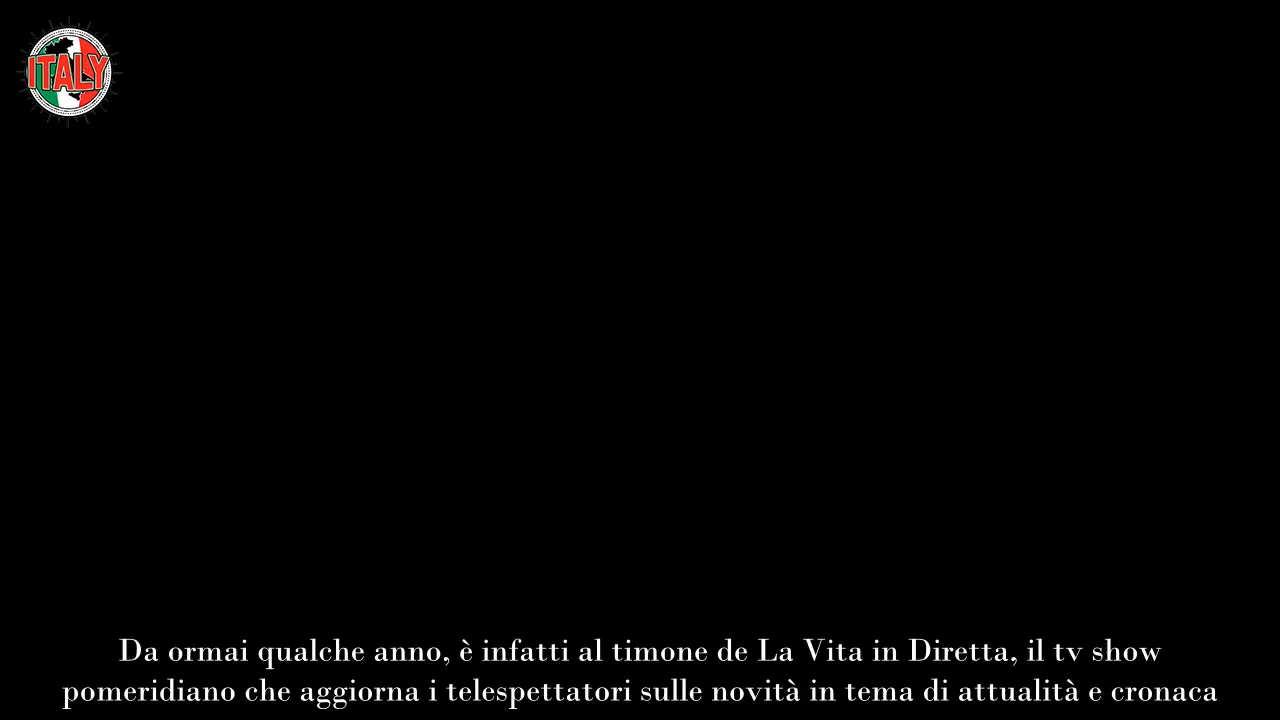 ITALY
Da ormai qualche anno, è infatti al timone de La Vita in Diretta, il tv show
pomeridiano che aggiorna i telespettatori sulle novità in tema di attualità e cronaca